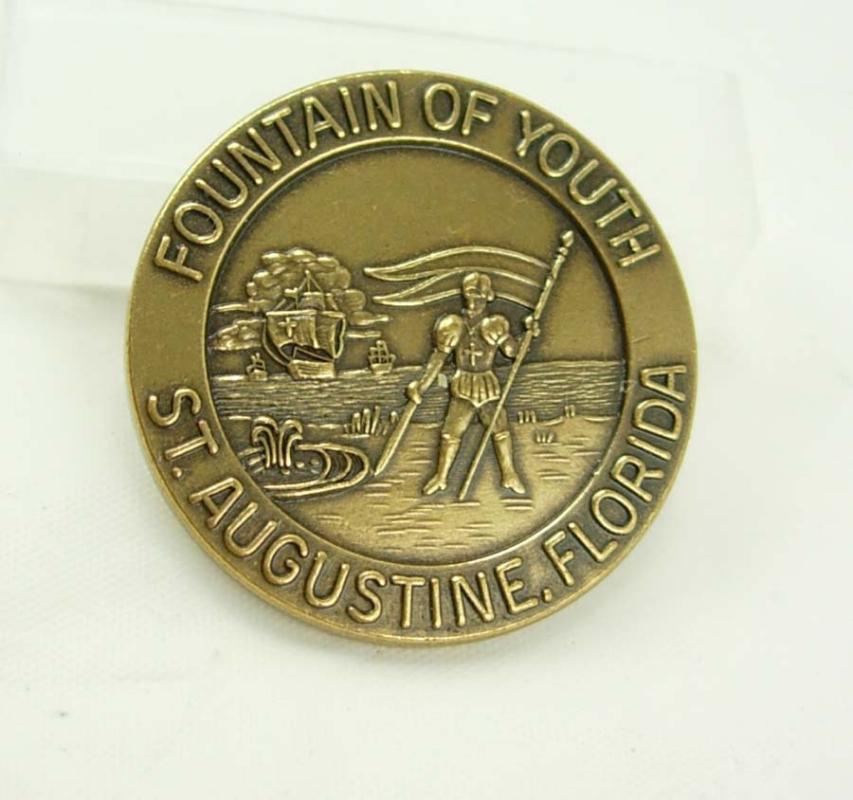 FOUNTAIN OF YOUTH
ST. AUGUSTINE, FLORIDA